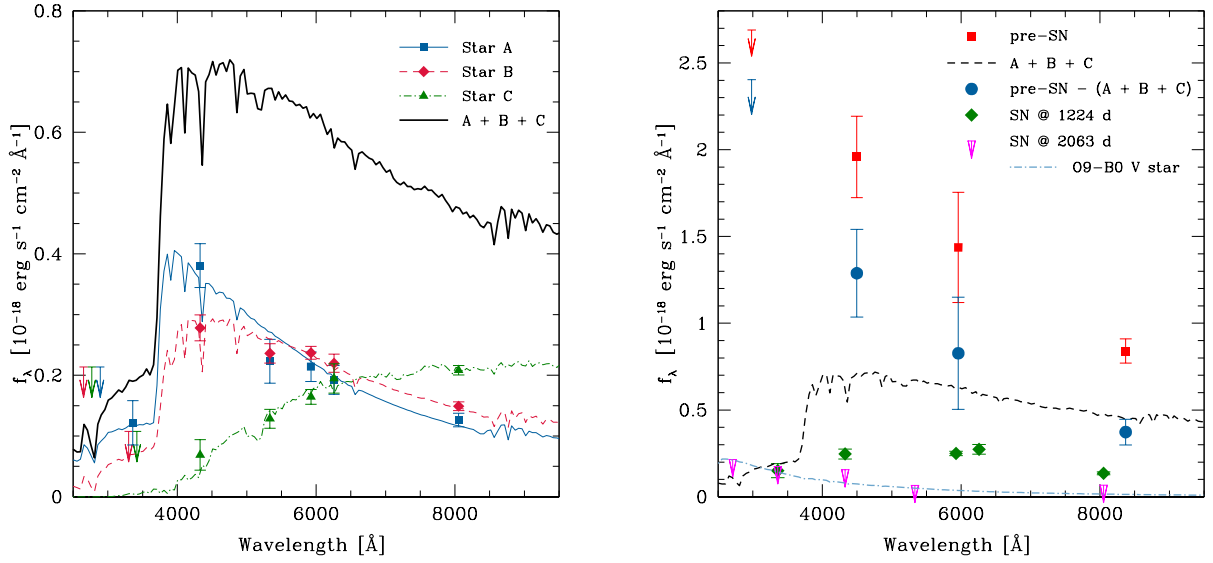 0.8
0.6
0.4
0.2
0
f_λ [10⁻¹⁸ erg s⁻¹ cm⁻² Å⁻¹]
Star A
Star B
Star C
A + B + C
4000
6000
8000
Wavelength [Å]
2.5
2
1.5
1
0.5
0
f_λ [10⁻¹⁸ erg s⁻¹ cm⁻² Å⁻¹]
pre-SN
A + B + C
pre-SN - (A + B + C)
SN @ 1224 d
SN @ 2063 d
O9-B0 V star
4000
6000
8000
Wavelength [Å]